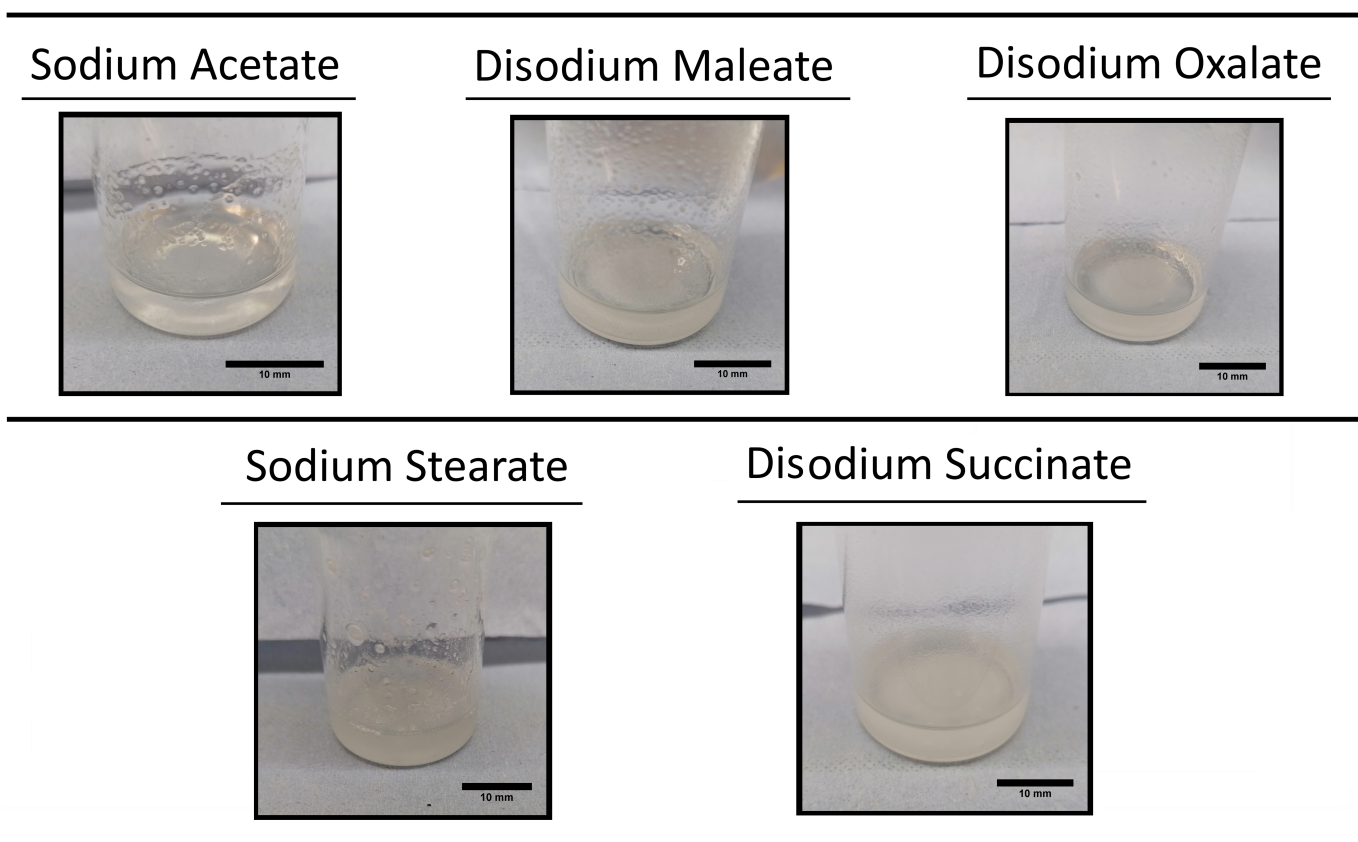 Sodium Acetate
Disodium Maleate
Disodium Oxalate
10 mm
10 mm
10 mm
Sodium Stearate
Disodium Succinate
10 mm
10 mm